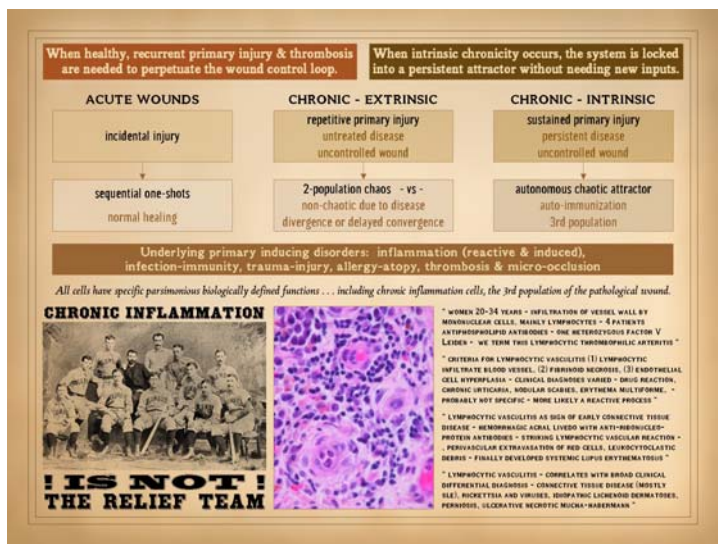 When healthy, recurrent primary injury & thrombosis
are needed to perpetuate the wound control loop.
When intrinsic chronicity occurs, the system is locked
into a persistent attractor without needing new inputs.
ACUTE WOUNDS
incidental injury
sequential one-shots
normal healing
CHRONIC - EXTRINSIC
repetitive primary injury
untreated disease
uncontrolled wound
2-population chaos - vs -
non-chaotic due to disease
divergence or delayed convergence
CHRONIC - INTRINSIC
sustained primary injury
persistent disease
uncontrolled wound
autonomous chaotic attractor
auto-immunization
3rd population
Underlying primary inducing disorders: inflammation (reactive & induced),
infection-immunity, trauma-injury, allergy-atopy, thrombosis & micro-occlusion
All cells have specific parsimonious biologically defined functions . . . including chronic inflammation cells, the 3rd population of the pathological wound.
CHRONIC INFLAMMATION
! IS NOT !
THE RELIEF TEAM
" WOMEN 20-34 YEARS - INFILTRATION OF VESSEL WALL BY
MONONUCLEAR CELLS, MAINLY LYMPHOCYTES - 4 PATIENTS
ANTIPHOSPHOLIPID ANTIBODIES - ONE HETEROZYGOUS FACTOR V
LEIDEN - WE TERM THIS LYMPHOCYTIC THROMBOPHILIC ARTERITIS "
" CRITERIA FOR LYMPHOCYTIC VASCULITIS (1) LYMPHOCYTIC
INFILTRATE BLOOD VESSEL, (2) FIBRINOID NECROSIS, (3) ENDOTHELIAL
CELL HYPERPLASIA - CLINICAL DIAGNOSES VARIED - DRUG REACTION,
CHRONIC URTICARIA, NODULAR SCABIES, ERYTHEMA MULTIFORME, -
PROBABLY NOT SPECIFIC - MORE LIKELY A REACTIVE PROCESS "
" LYMPHOCYTIC VASCULITIS AS SIGN OF EARLY CONNECTIVE TISSUE
DISEASE - HEMORRHAGIC ACRAL LIVEDO WITH ANTI-RIBONUCLEO-
PROTEIN ANTIBODIES - STRIKING LYMPHOCYTIC VASCULAR REACTION -
, PERIVASCULAR EXTRAVASATION OF RED CELLS, LEUKOCYTOCLASTIC
DEBRIS - FINALLY DEVELOPED SYSTEMIC LUPUS ERYTHEMATOSUS "
" LYMPHOCYTIC VASCULITIS - CORRELATES WITH BROAD CLINICAL
DIFFERENTIAL DIAGNOSIS - CONNECTIVE TISSUE DISEASE (MOSTLY
SLE), RICKETTSIA AND VIRUSES, IDIOPATHIC LICHENOID DERMATOSES,
PERNIOSIS, ULCERATIVE NECROTIC MUCHA-HABERMANN "